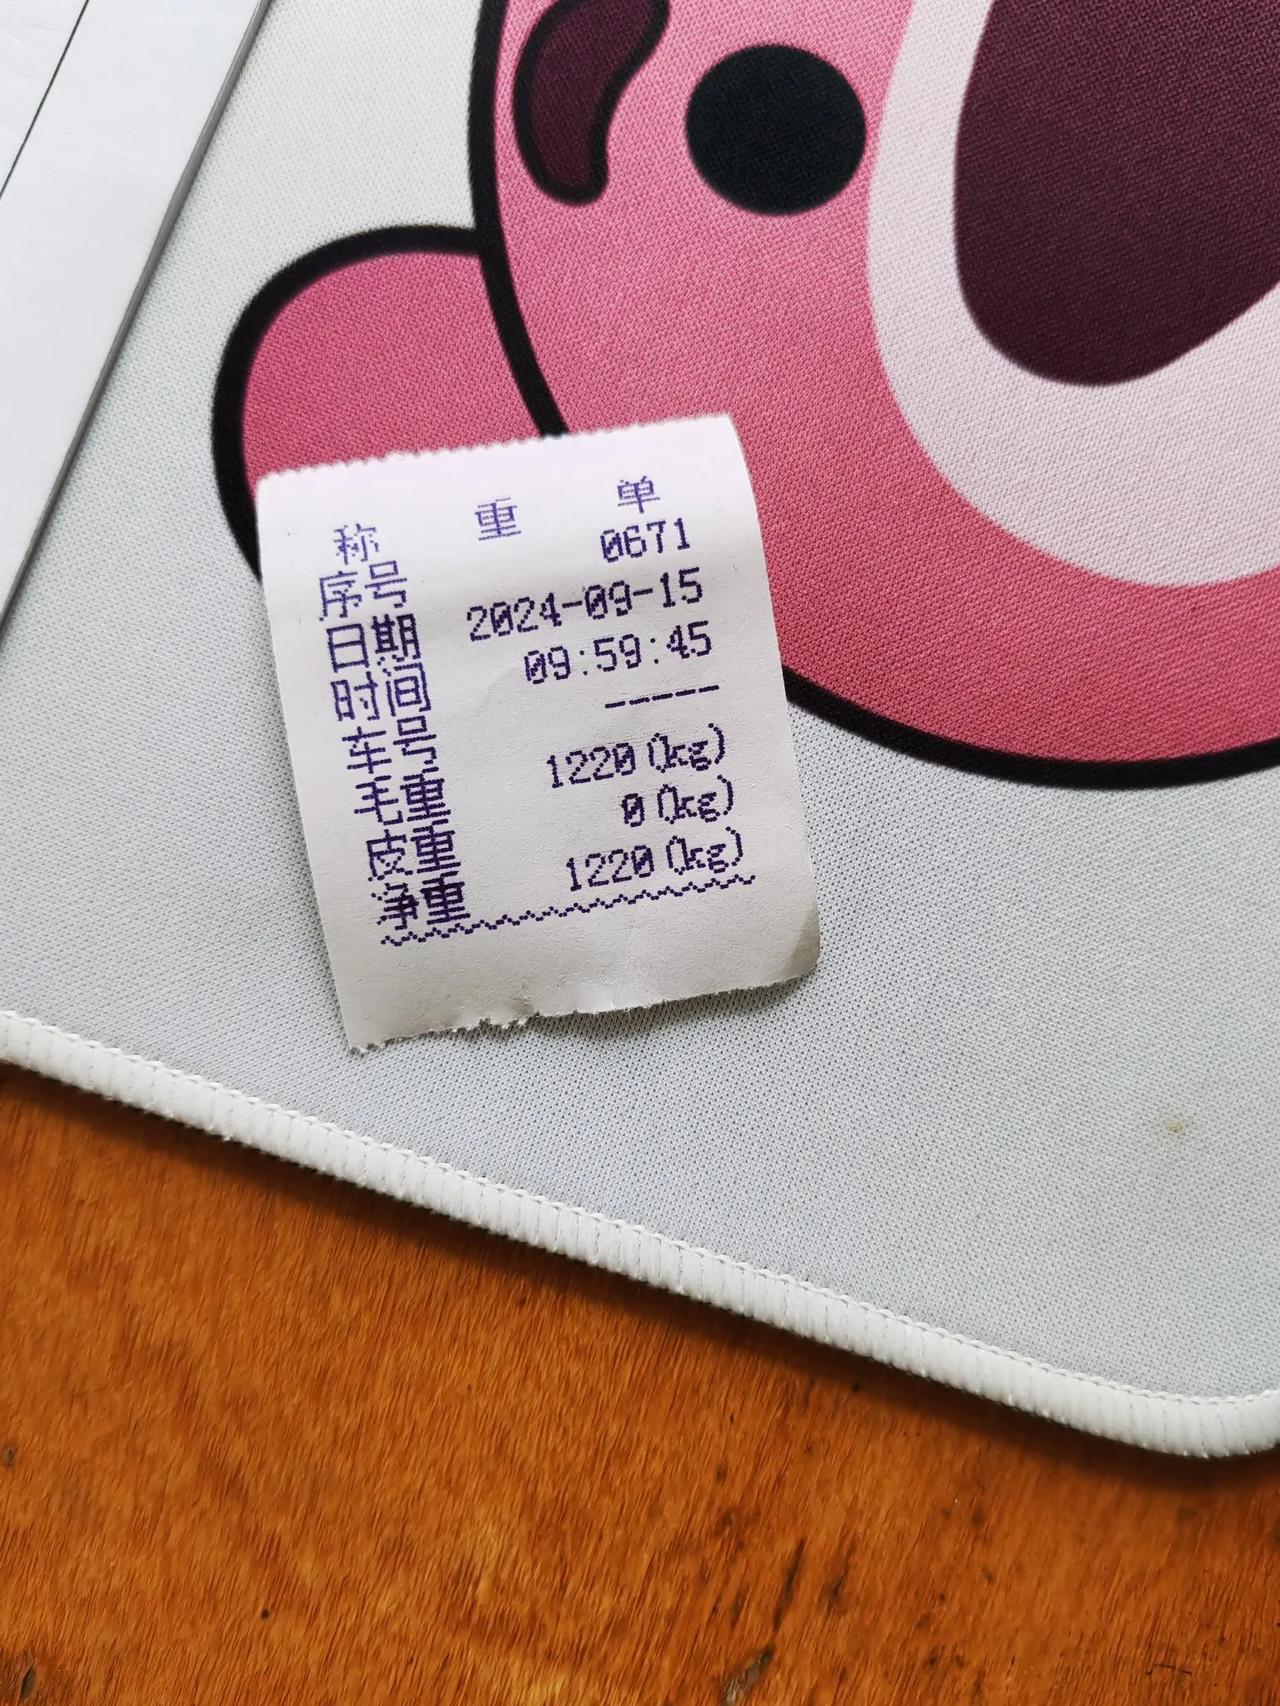 称 重 单
序号 0671
日期 2024-09-15
时间 09:59:45
车号 -----
毛重 1220(kg)
皮重 0(kg)
净重 1220(kg)